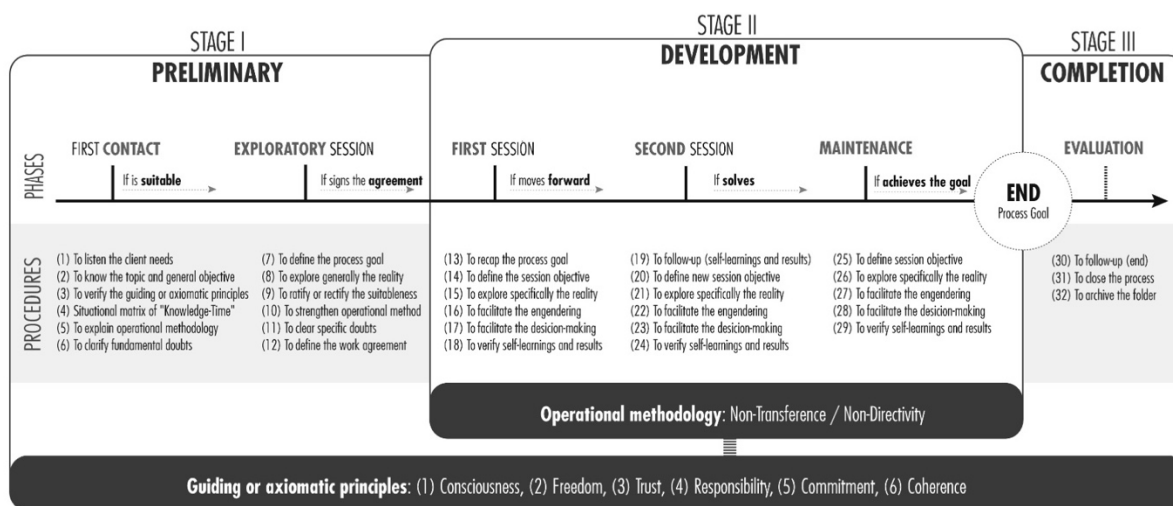 STAGE I
PRELIMINARY
STAGE II
DEVELOPMENT
STAGE III
COMPLETION
PHASES
FIRST CONTACT
If is suitable
EXPLORATORY SESSION
If signs the agreement
FIRST SESSION
If moves forward
SECOND SESSION
If solves
MAINTENANCE
If achieves the goal
END
Process Goal
EVALUATION
PROCEDURES
(1) To listen the client needs
(2) To know the topic and general objective
(3) To verify the guiding or axiomatic principles
(4) Situational matrix of "Knowledge-Time"
(5) To explain operational methodology
(6) To clarify fundamental doubts
(7) To define the process goal
(8) To explore generally the reality
(9) To ratify or rectify the suitableness
(10) To strengthen operational method
(11) To clear specific doubts
(12) To define the work agreement
(13) To recap the process goal
(14) To define the session objective
(15) To explore specifically the reality
(16) To facilitate the engendering
(17) To facilitate the desicion-making
(18) To verify self-learnings and results
(19) To follow-up (self-learnings and results)
(20) To define new session objective
(21) To explore specifically the reality
(22) To facilitate the engendering
(23) To facilitate the desicion-making
(24) To verify self-learnings and results
(25) To define session objective
(26) To explore specifically the reality
(27) To facilitate the engendering
(28) To facilitate the desicion-making
(29) To verify self-learnings and results
(30) To follow-up (end)
(31) To close the process
(32) To archive the folder
Operational methodology: Non-Transference / Non-Directivity
Guiding or axiomatic principles: (1) Consciousness, (2) Freedom, (3) Trust, (4) Responsibility, (5) Commitment, (6) Coherence